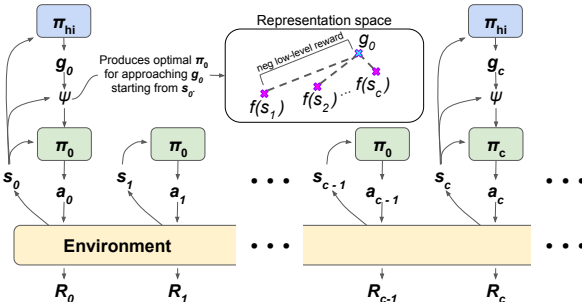 Representation space
π_hi
π_hi
g_0
neg low-level reward
g_0
g_c
Produces optimal π_0
for approaching g_0
starting from s_0.
ψ
ψ
f(s_1)
f(s_2)
...
f(s_c)
π_0
π_0
π_0
π_c
s_0
s_1
s_c-1
s_c
a_0
a_1
a_c-1
a_c
• • •
• • •
Environment
• • •
• • •
R_0
R_1
R_c-1
R_c